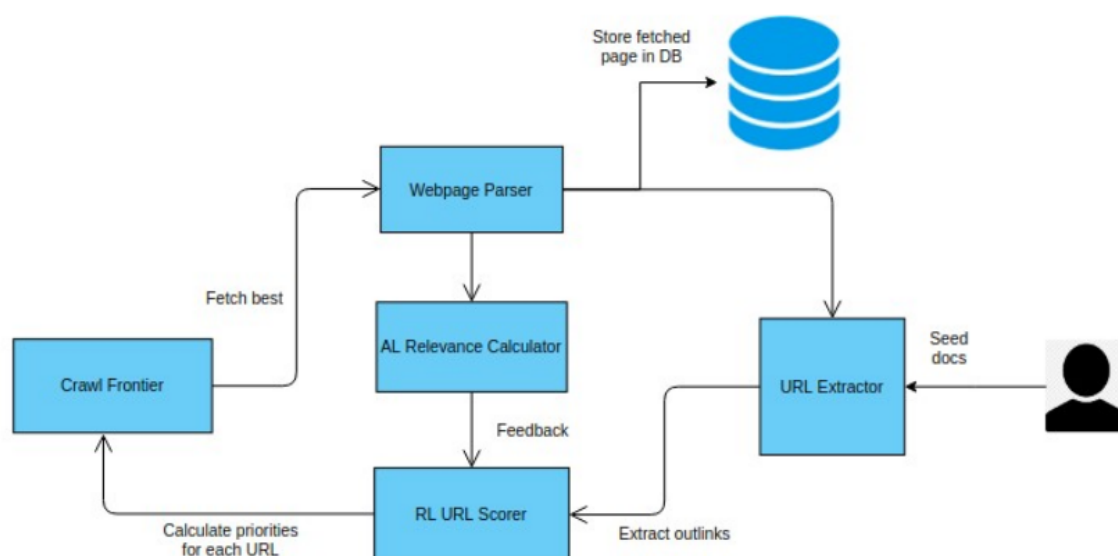 Store fetched
page in DB
Webpage Parser
Fetch best
AL Relevance Calculator
Seed
docs
Crawl Frontier
URL Extractor
Feedback
RL URL Scorer
Extract outlinks
Calculate priorities
for each URL